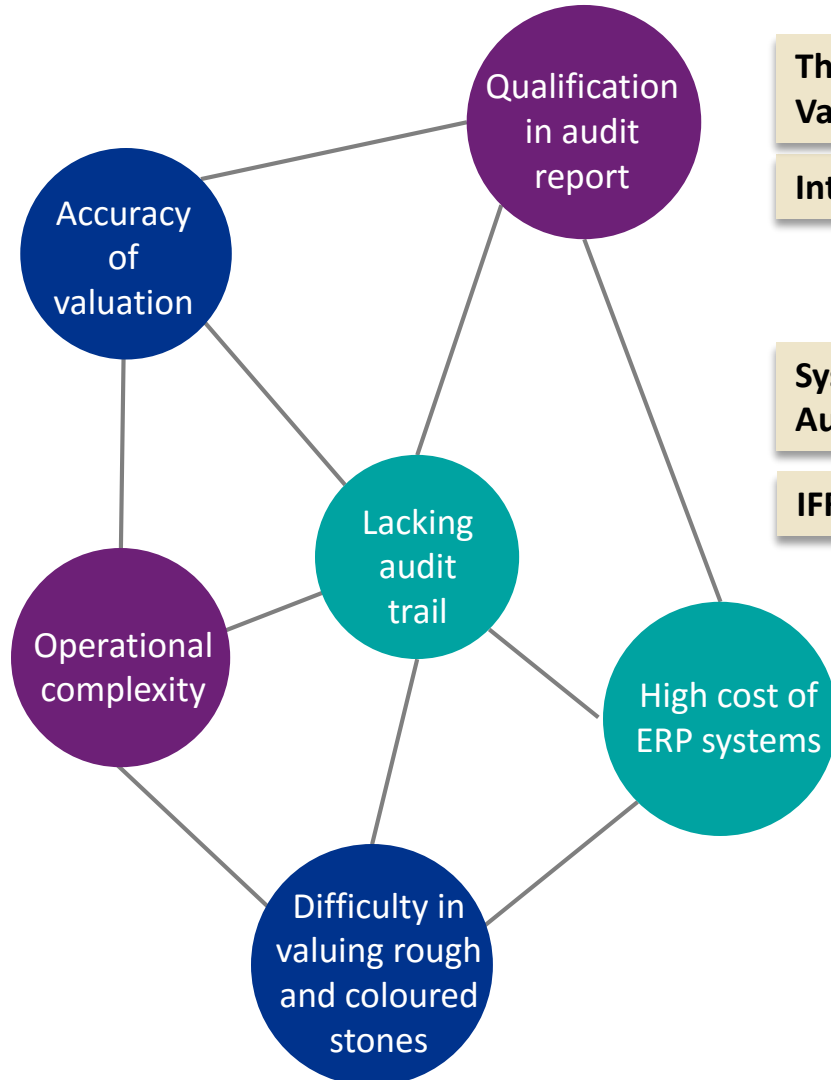 Qualification
in audit
report
Accuracy
of
valuation
Lacking
audit
trail
Operational
complexity
High cost of
ERP systems
Difficulty in
valuing rough
and coloured
stones